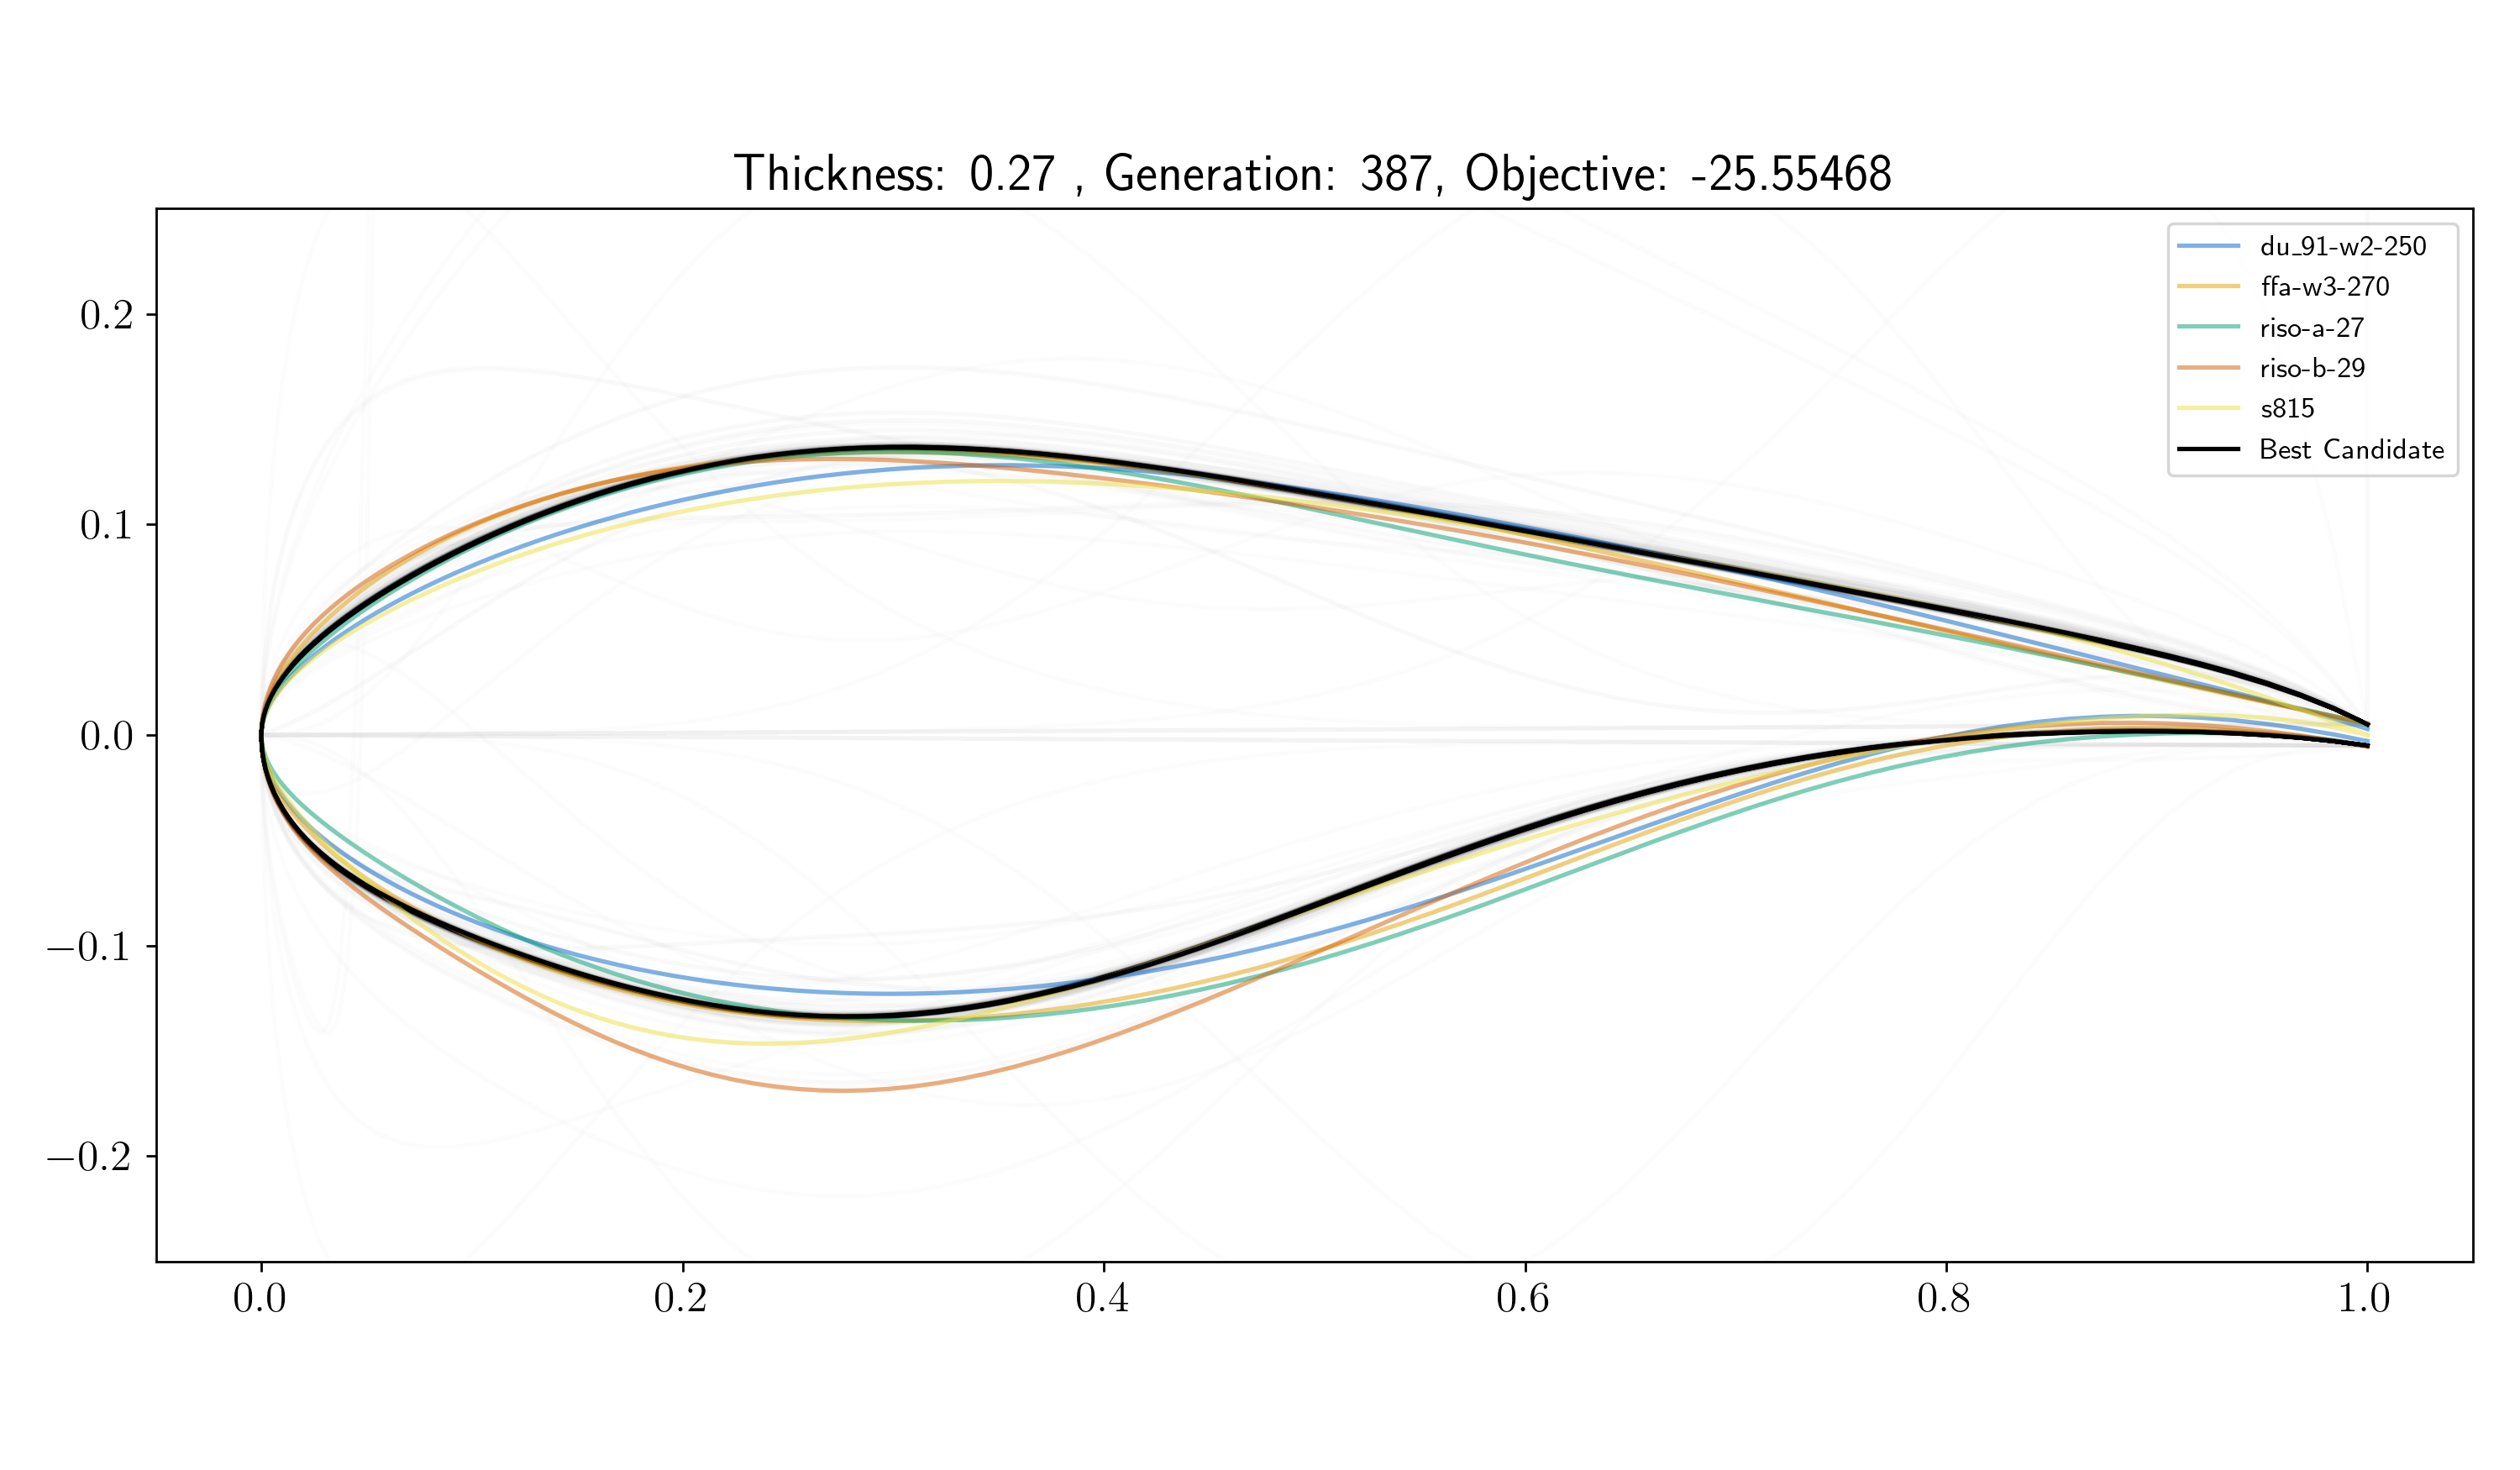 Thickness: 0.27 , Generation: 387, Objective: -25.55468
du_91-w2-250
ffa-w3-270
riso-a-27
riso-b-29
s815
Best Candidate
0.2
0.1
0.0
−0.1
−0.2
0.0 0.2 0.4 0.6 0.8 1.0